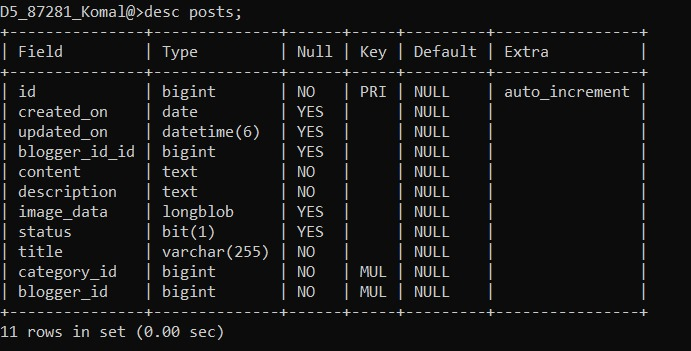 D5_87281_Komal@>desc posts;
+---------------+--------------+------+-----+---------+----------------+
| Field         | Type         | Null | Key | Default | Extra          |
+---------------+--------------+------+-----+---------+----------------+
| id            | bigint       | NO   | PRI | NULL    | auto_increment |
| created_on    | date         | YES  |     | NULL    |                |
| updated_on    | datetime(6)  | YES  |     | NULL    |                |
| blogger_id_id | bigint       | YES  |     | NULL    |                |
| content       | text         | NO   |     | NULL    |                |
| description   | text         | NO   |     | NULL    |                |
| image_data    | longblob     | YES  |     | NULL    |                |
| status        | bit(1)       | YES  |     | NULL    |                |
| title         | varchar(255) | NO   |     | NULL    |                |
| category_id   | bigint       | NO   | MUL | NULL    |                |
| blogger_id    | bigint       | NO   | MUL | NULL    |                |
+---------------+--------------+------+-----+---------+----------------+
11 rows in set (0.00 sec)